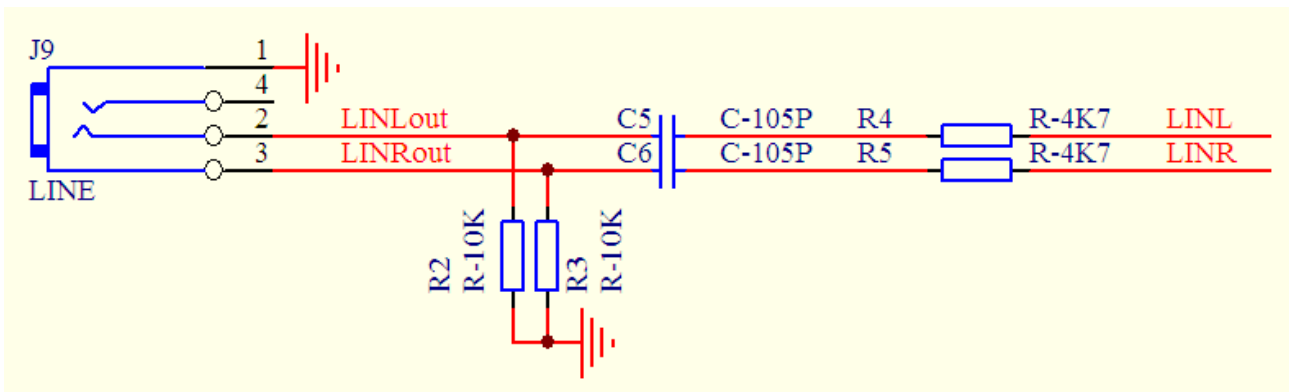 J9
1
4
2
3
LINE
LINLout
LINRout
C5 C-105P R4 R-4K7 LINL
C6 C-105P R5 R-4K7 LINR
R2
R-10K
R3
R-10K